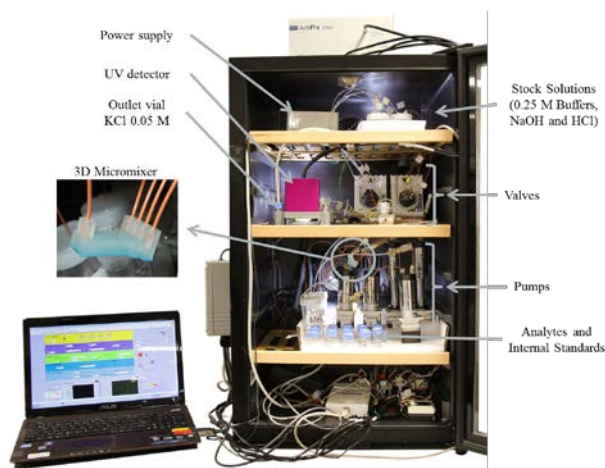 ActiPix
Power supply
UV detector
Outlet vial
KCl 0.05 M
3D Micromixer
Stock Solutions
(0.25 M Buffers,
NaOH and HCl)
Valves
Pumps
Analytes and
Internal Standards